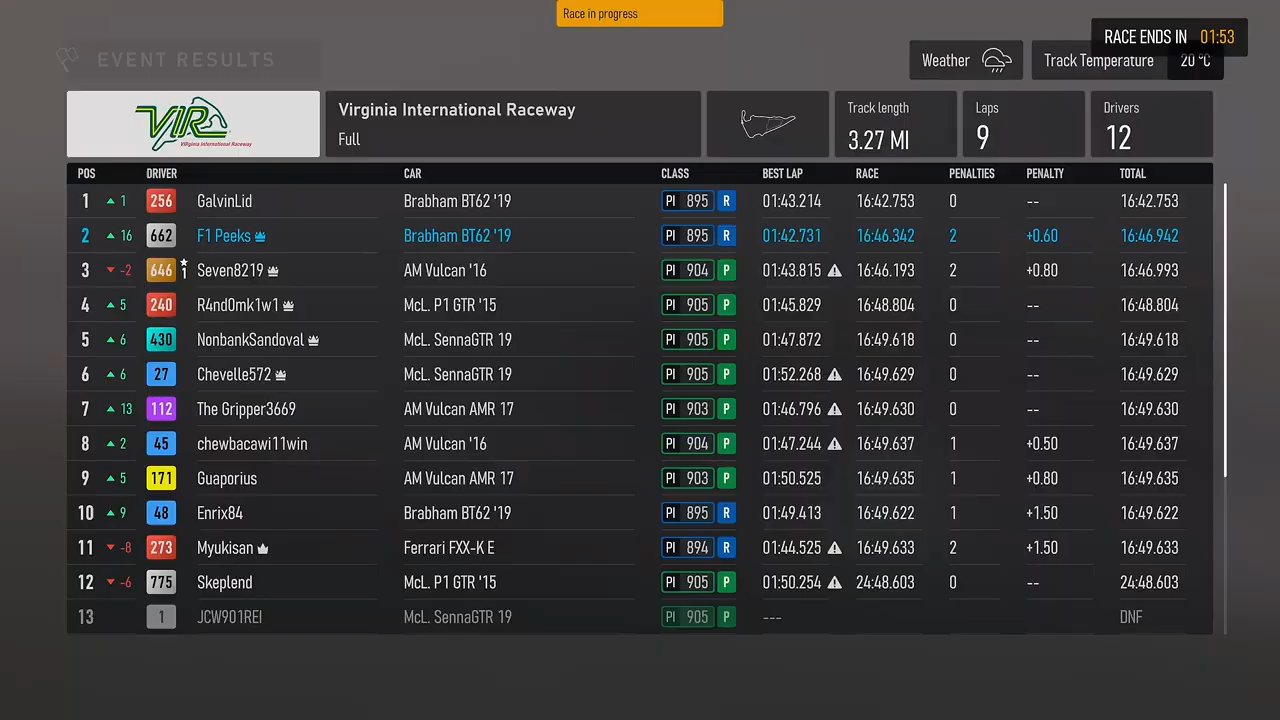 Race in progress
RACE ENDS IN 01:53
EVENT RESULTS
Weather
Track Temperature 20 °C
VIR
VIRginia International Raceway
Virginia International Raceway
Full
Track length
3.27 MI
Laps
9
Drivers
12
POS DRIVER CAR CLASS BEST LAP RACE PENALTIES PENALTY TOTAL
1 1 256 GalvinLid Brabham BT62 '19 PI 895 R 01:43.214 16:42.753 0 -- 16:42.753
2 16 662 F1 Peeks Brabham BT62 '19 PI 895 R 01:42.731 16:46.342 2 +0.60 16:46.942
3 -2 646 1 Seven8219 AM Vulcan '16 PI 904 P 01:43.815 16:46.193 2 +0.80 16:46.993
4 5 240 R4nd0mk1w1 McL. P1 GTR '15 PI 905 P 01:45.829 16:48.804 0 -- 16:48.804
5 6 430 NonbankSandoval McL. SennaGTR 19 PI 905 P 01:47.872 16:49.618 0 -- 16:49.618
6 6 27 Chevelle572 McL. SennaGTR 19 PI 905 P 01:52.268 16:49.629 0 -- 16:49.629
7 13 112 The Gripper3669 AM Vulcan AMR 17 PI 903 P 01:46.796 16:49.630 0 -- 16:49.630
8 2 45 chewbacawi11win AM Vulcan '16 PI 904 P 01:47.244 16:49.637 1 +0.50 16:49.637
9 5 171 Guaporius AM Vulcan AMR 17 PI 903 P 01:50.525 16:49.635 1 +0.80 16:49.635
10 9 48 Enrix84 Brabham BT62 '19 PI 895 R 01:49.413 16:49.622 1 +1.50 16:49.622
11 -8 273 Myukisan Ferrari FXX-K E PI 894 R 01:44.525 16:49.633 2 +1.50 16:49.633
12 -6 775 Skeplend McL. P1 GTR '15 PI 905 P 01:50.254 24:48.603 0 -- 24:48.603
13 1 JCW901REI McL. SennaGTR 19 PI 905 P --- DNF